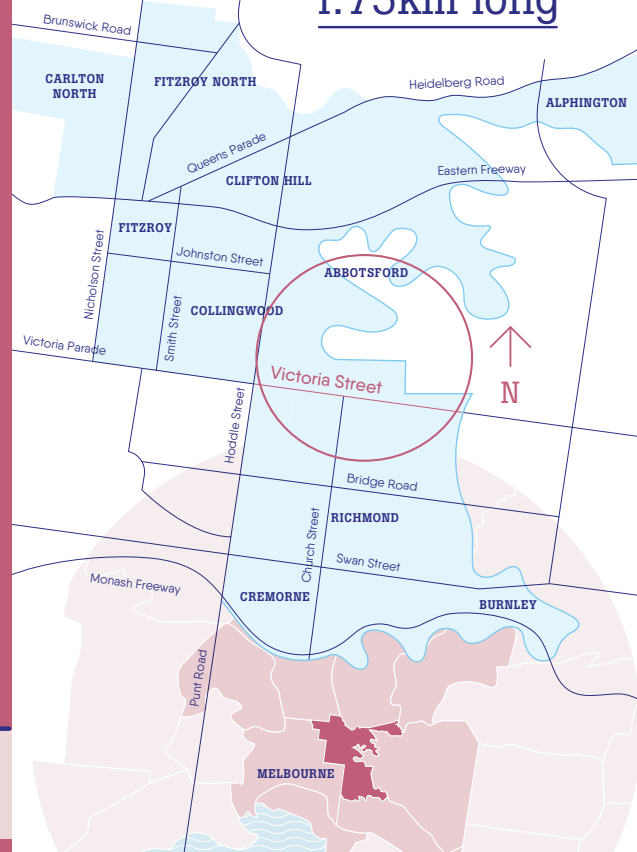 1.75km long
Brunswick Road
CARLTON
NORTH
FITZROY NORTH
Heidelberg Road
ALPHINGTON
Queens Parade
CLIFTON HILL
Eastern Freeway
FITZROY
Nicholson Street
Johnston Street
ABBOTSFORD
COLLINGWOOD
Smith Street
Victoria Parade
Victoria Street
N
Hoddle Street
Bridge Road
RICHMOND
Church Street
Swan Street
Monash Freeway
CREMORNE
BURNLEY
Punt Road
MELBOURNE